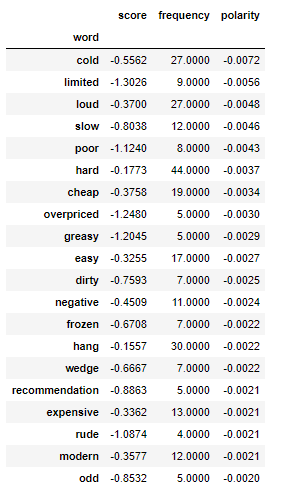 score frequency polarity
word
cold -0.5562 27.0000 -0.0072
limited -1.3026 9.0000 -0.0056
loud -0.3700 27.0000 -0.0048
slow -0.8038 12.0000 -0.0046
poor -1.1240 8.0000 -0.0043
hard -0.1773 44.0000 -0.0037
cheap -0.3758 19.0000 -0.0034
overpriced -1.2480 5.0000 -0.0030
greasy -1.2045 5.0000 -0.0029
easy -0.3255 17.0000 -0.0027
dirty -0.7593 7.0000 -0.0025
negative -0.4509 11.0000 -0.0024
frozen -0.6708 7.0000 -0.0022
hang -0.1557 30.0000 -0.0022
wedge -0.6667 7.0000 -0.0022
recommendation -0.8863 5.0000 -0.0021
expensive -0.3362 13.0000 -0.0021
rude -1.0874 4.0000 -0.0021
modern -0.3577 12.0000 -0.0021
odd -0.8532 5.0000 -0.0020